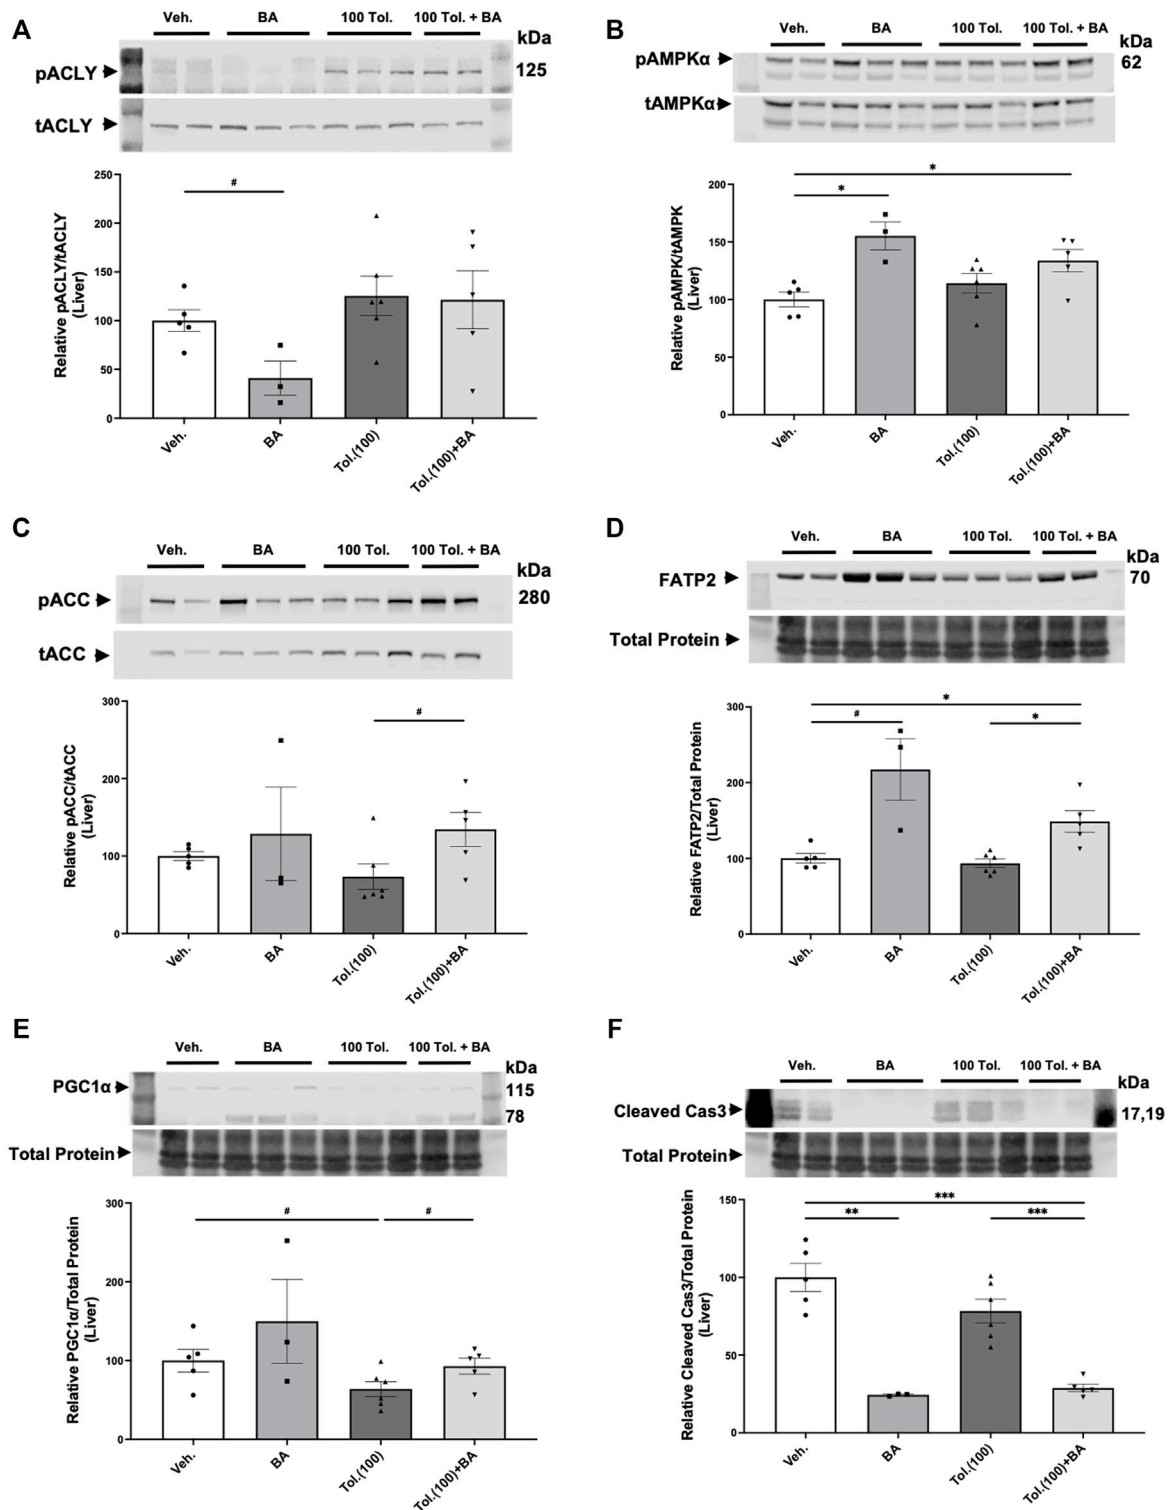 A
Veh. BA 100 Tol. 100 Tol. + BA
kDa
pACLY 125
tACLY
250
200
150
100
50
0
Relative pACLY/tACLY
(Liver)
#
Veh. BA Tol.(100) Tol.(100)+BA
B
Veh. BA 100 Tol. 100 Tol. + BA
kDa
pAMPKα 62
tAMPKα
200
150
100
50
0
Relative pAMPK/tAMPK
(Liver)
*
*
Veh. BA Tol.(100) Tol.(100)+BA
C
Veh. BA 100 Tol. 100 Tol. + BA
kDa
pACC 280
tACC
300
200
100
0
Relative pACC/tACC
(Liver)
#
Veh. BA Tol.(100) Tol.(100)+BA
D
Veh. BA 100 Tol. 100 Tol. + BA
kDa
FATP2 70
Total Protein
300
200
100
0
Relative FATP2/Total Protein
(Liver)
*
# *
Veh. BA Tol.(100) Tol.(100)+BA
E
Veh. BA 100 Tol. 100 Tol. + BA
kDa
PGC1α 115
78
Total Protein
300
200
100
0
Relative PGC1α/Total Protein
(Liver)
# #
Veh. BA Tol.(100) Tol.(100)+BA
F
Veh. BA 100 Tol. 100 Tol. + BA
kDa
Cleaved Cas3 17,19
Total Protein
150
100
50
0
Relative Cleaved Cas3/Total Protein
(Liver)
***
** ***
Veh. BA Tol.(100) Tol.(100)+BA